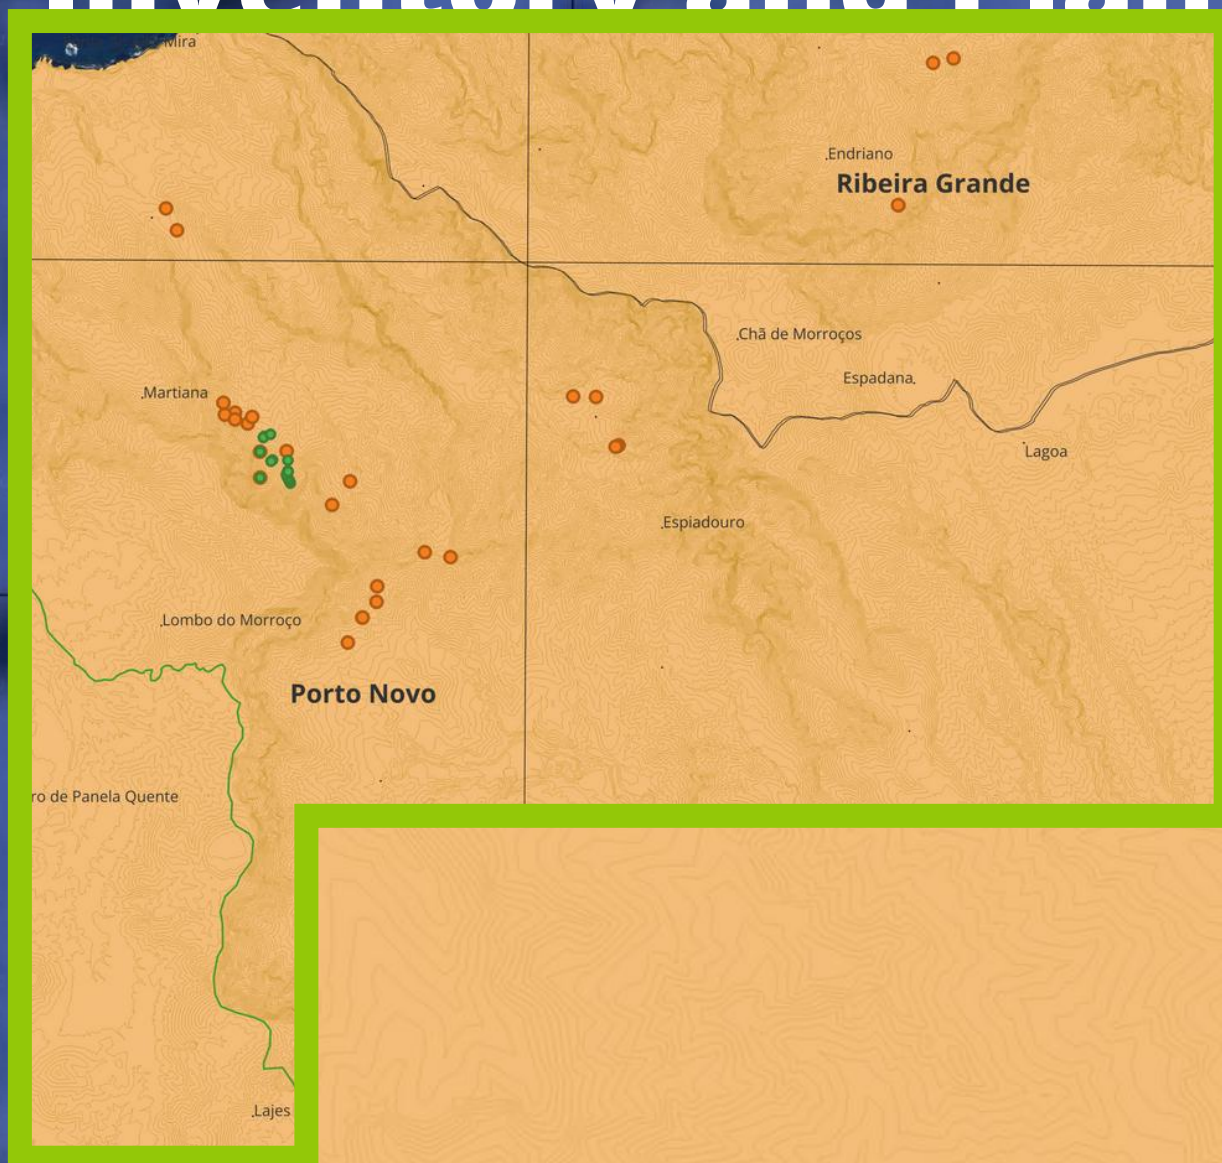 Mira
.Endriano
Ribeira Grande
.Chã de Morroços
.Martiana
Espadana.
Lagoa
.Espiadouro
.Lombo do Morroço
Porto Novo
ro de Panela Quente
.Lajes